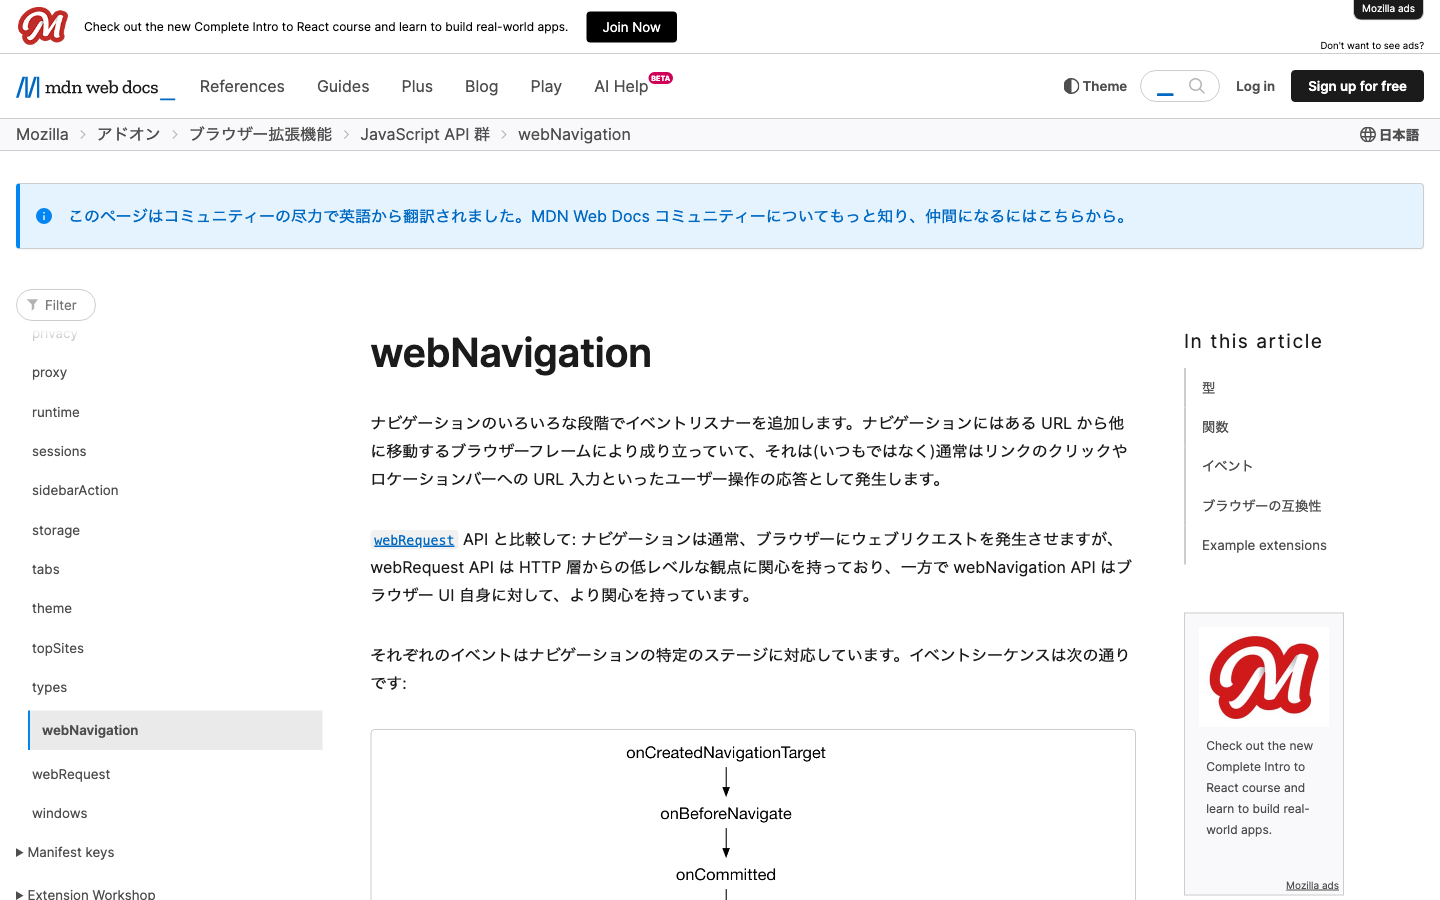 Check out the new Complete Intro to React course and learn to build real-world apps.
Join Now
Mozilla ads
Don't want to see ads?
mdn web docs_
References
Guides
Plus
Blog
Play
AI Help BETA
Theme
Log in
Sign up for free
Mozilla
アドオン
ブラウザー拡張機能
JavaScript API 群
webNavigation
日本語
このページはコミュニティーの尽力で英語から翻訳されました。MDN Web Docs コミュニティーについてもっと知り、仲間になるにはこちらから。
Filter
privacy
proxy
runtime
sessions
sidebarAction
storage
tabs
theme
topSites
types
webNavigation
webRequest
windows
Manifest keys
Extension Workshop
webNavigation
ナビゲーションのいろいろな段階でイベントリスナーを追加します。ナビゲーションにはある URL から他
に移動するブラウザーフレームにより成り立っていて、それは(いつもではなく)通常はリンクのクリックや
ロケーションバーへの URL 入力といったユーザー操作の応答として発生します。
webRequest API と比較して: ナビゲーションは通常、ブラウザーにウェブリクエストを発生させますが、
webRequest API は HTTP 層からの低レベルな観点に関心を持っており、一方で webNavigation API はブ
ラウザー UI 自身に対して、より関心を持っています。
それぞれのイベントはナビゲーションの特定のステージに対応しています。イベントシーケンスは次の通り
です:
onCreatedNavigationTarget
onBeforeNavigate
onCommitted
In this article
型
関数
イベント
ブラウザーの互換性
Example extensions
Check out the new
Complete Intro to
React course and
learn to build real-
world apps.
Mozilla ads